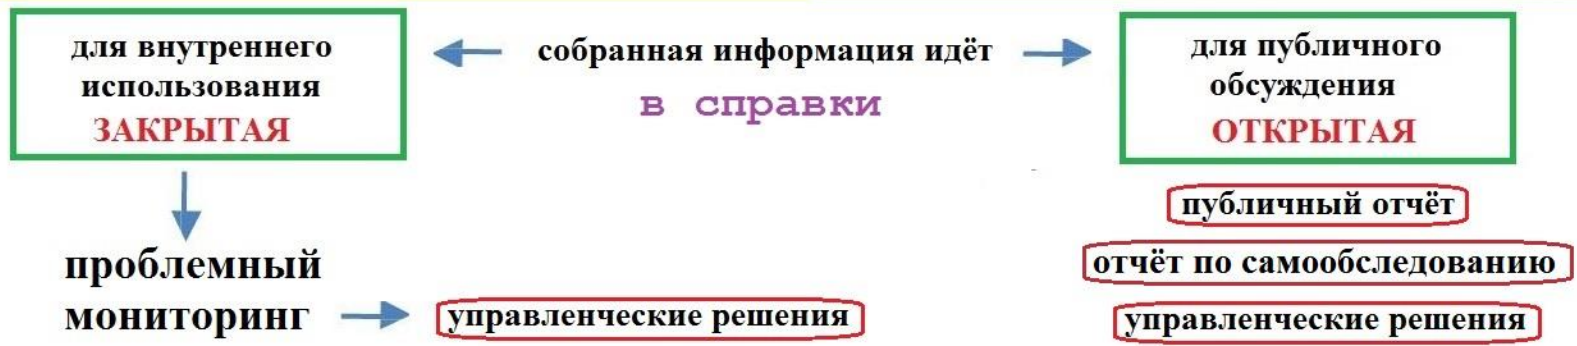 для внутреннего
использования
ЗАКРЫТАЯ
собранная информация идёт
в справки
для публичного
обсуждения
ОТКРЫТАЯ
проблемный
мониторинг
управленческие решения
публичный отчёт
отчёт по самообследованию
управленческие решения